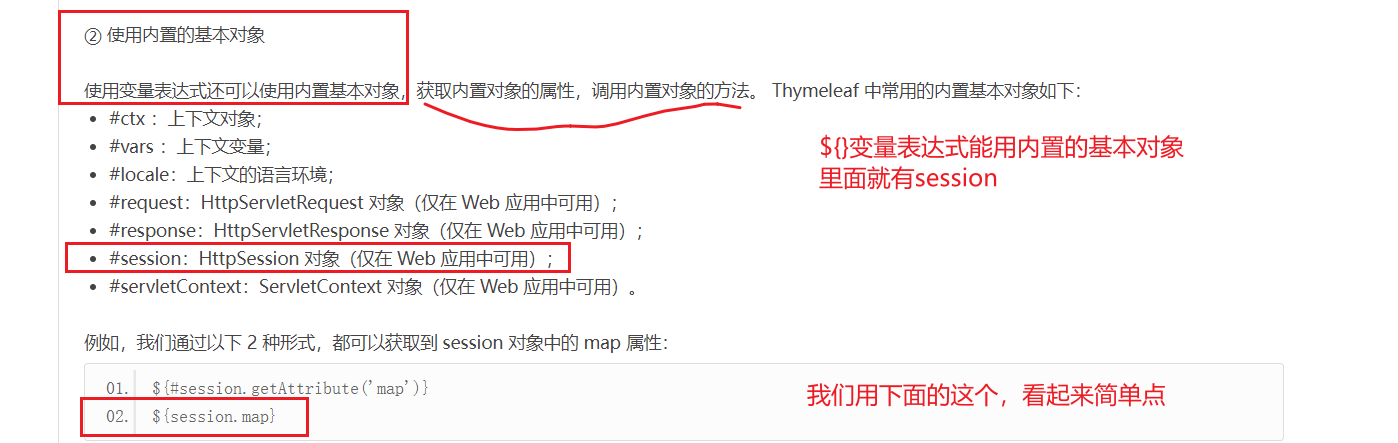 ② 使用内置的基本对象
使用变量表达式还可以使用内置基本对象，获取内置对象的属性，调用内置对象的方法。 Thymeleaf 中常用的内置基本对象如下：
• #ctx ：上下文对象；
• #vars ：上下文变量；
• #locale：上下文的语言环境；
• #request：HttpServletRequest 对象（仅在 Web 应用中可用）；
• #response：HttpServletResponse 对象（仅在 Web 应用中可用）；
• #session：HttpSession 对象（仅在 Web 应用中可用）；
• #servletContext：ServletContext 对象（仅在 Web 应用中可用）。
${}变量表达式能用内置的基本对象
里面就有session
例如，我们通过以下 2 种形式，都可以获取到 session 对象中的 map 属性：
01. ${#session.getAttribute('map')}
02. ${session.map}
我们用下面的这个，看起来简单点